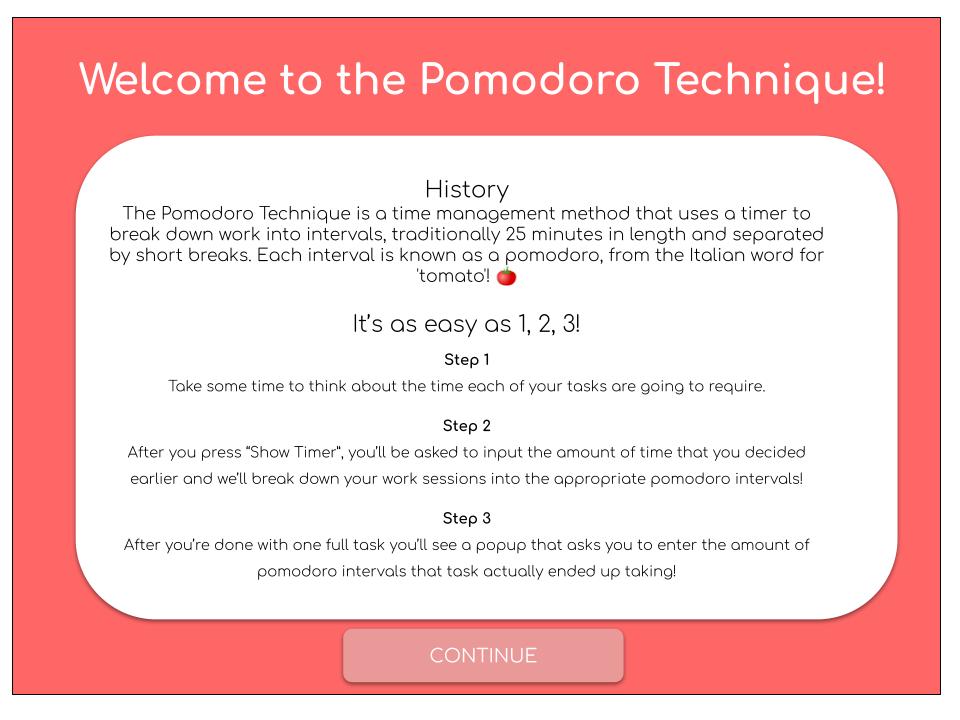 Welcome to the Pomodoro Technique!
History
The Pomodoro Technique is a time management method that uses a timer to
break down work into intervals, traditionally 25 minutes in length and separated
by short breaks. Each interval is known as a pomodoro, from the Italian word for
'tomato'! 🍅
It’s as easy as 1, 2, 3!
Step 1
Take some time to think about the time each of your tasks are going to require.
Step 2
After you press “Show Timer”, you’ll be asked to input the amount of time that you decided
earlier and we’ll break down your work sessions into the appropriate pomodoro intervals!
Step 3
After you’re done with one full task you’ll see a popup that asks you to enter the amount of
pomodoro intervals that task actually ended up taking!
CONTINUE